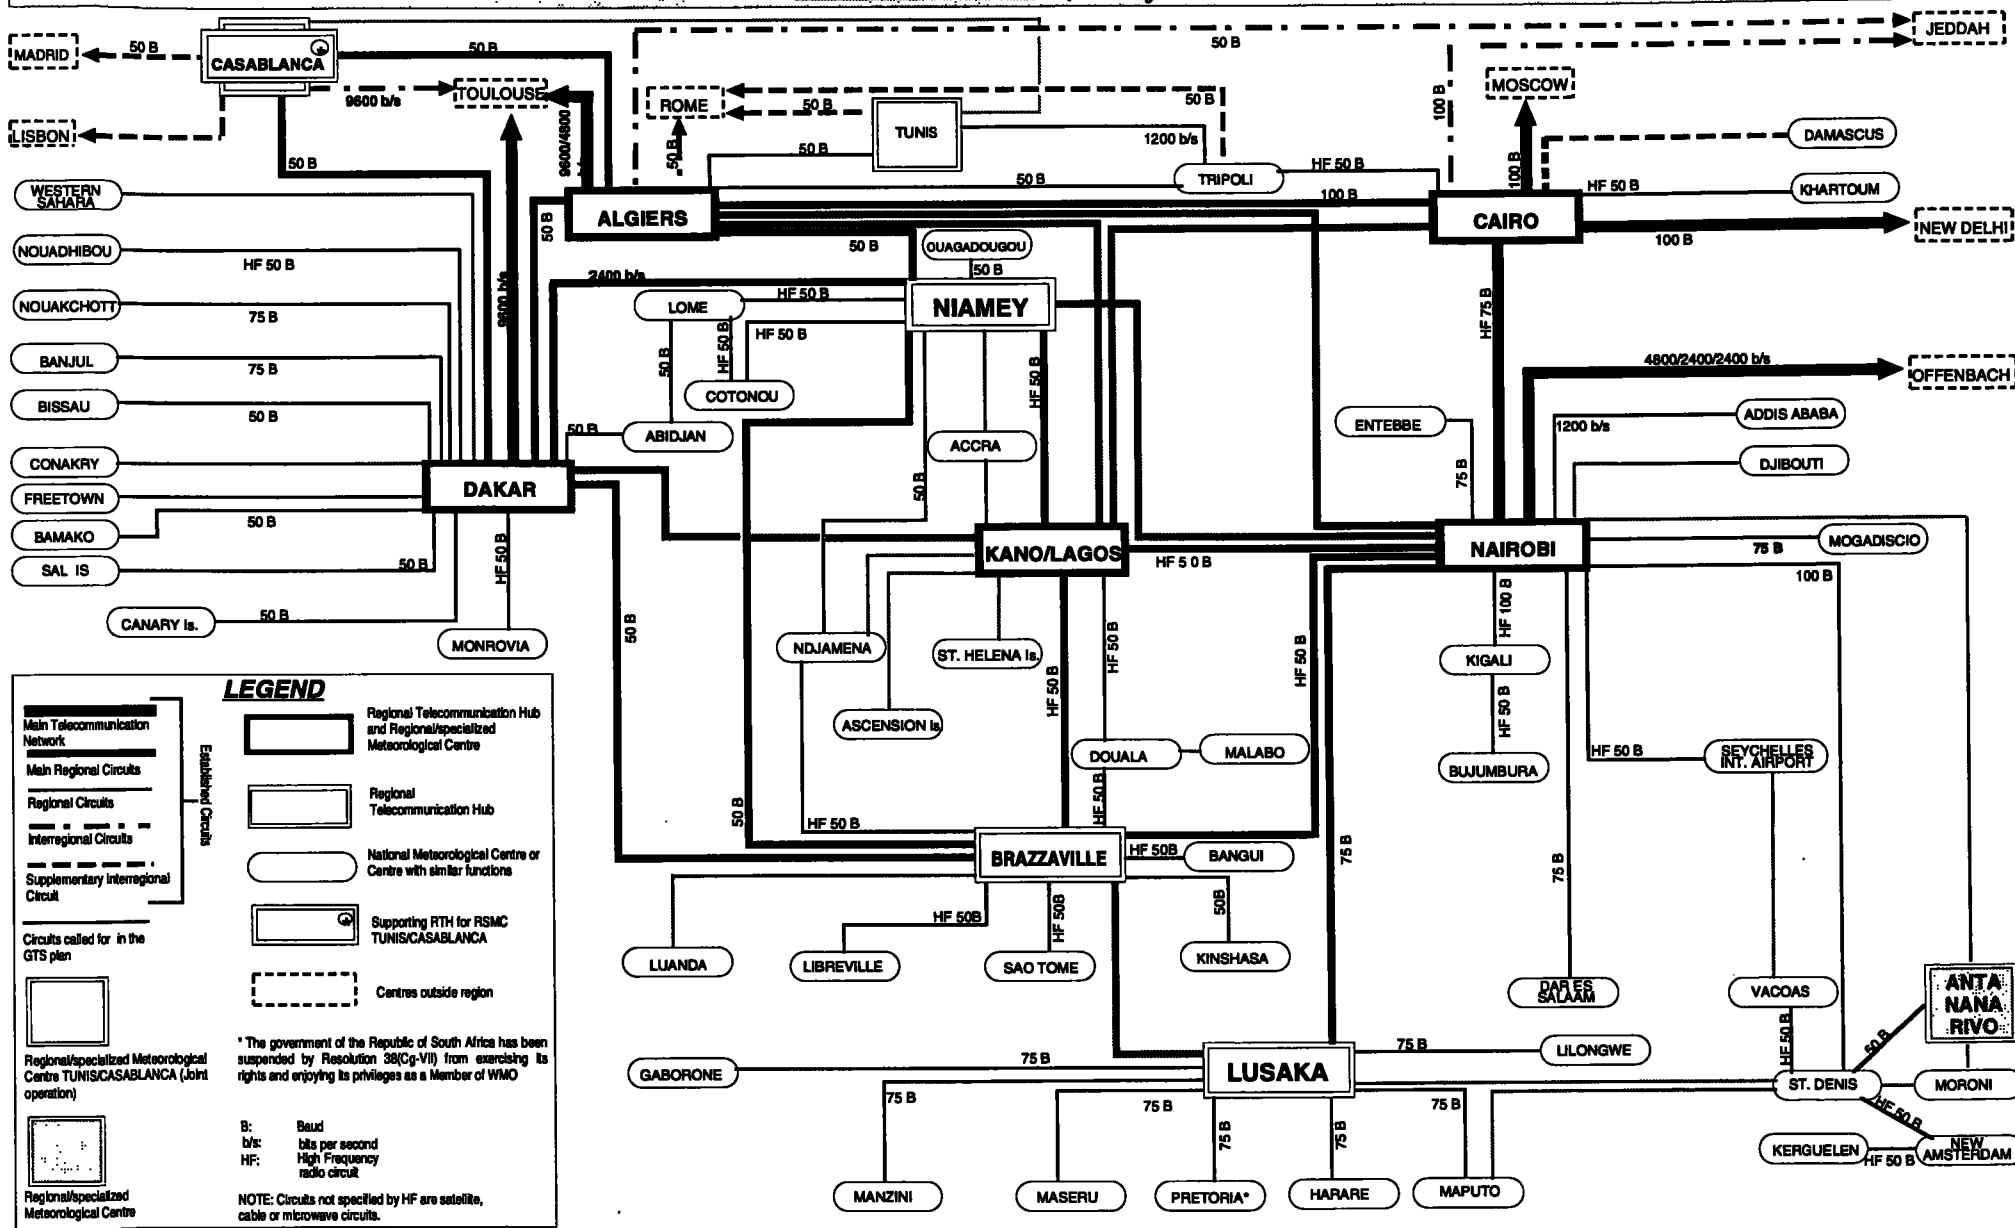 50 B
JEDDAH
MADRID
50 B
CASABLANCA
50 B
MOSCOW
9600 b/s
TOULOUSE
ROME
50 B
50 B
100 B
LISBON
TUNIS
1200 b/s
DAMASCUS
50 B
9600/4800
b/s
50 B
50 B
HF 50 B
100 B
WESTERN
SAHARA
50 B
TRIPOLI
HF 50 B
KHARTOUM
ALGIERS
100 B
CAIRO
50 B
50 B
OUAGADOUGOU
100 B
NEW DELHI
NOUADHIBOU
HF 50 B
50 B
2400 b/s
LOME
HF 50 B
NIAMEY
9600 b/s
NOUAKCHOTT
75 B
HF 50 B
HF 50 B
HF 75 B
50 B
BANJUL
75 B
4800/2400/2400 b/s
OFFENBACH
COTONOU
HF 50 B
BISSAU
50 B
ENTEBBE
1200 b/s
ADDIS ABABA
50 B
ABIDJAN
ACCRA
75 B
DJIBOUTI
CONAKRY
DAKAR
50 B
FREETOWN
50 B
BAMAKO
KANO/LAGOS
HF 5 0 B
NAIROBI
MOGADISCIO
75 B
SAL IS
50 B
HF 50 B
100 B
CANARY Is.
50 B
MONROVIA
50 B
NDJAMENA
ST. HELENA Is.
HF 50 B
HF 50 B
HF 50 B
HF 100 B
KIGALI
HF 50 B
ASCENSION Is.
DOUALA
MALABO
BUJUMBURA
HF 50 B
SEYCHELLES
INT. AIRPORT
50 B
HF 50 B
HF 50 B
BRAZZAVILLE
HF 50B
BANGUI
75 B
75 B
HF 50B
HF 50B
50B
LUANDA
LIBREVILLE
SAO TOME
KINSHASA
DAR ES
SALAAM
VACOAS
ANTA
NANA
RIVO
HF 50 B
50 B
GABORONE
75 B
LUSAKA
75 B
LILONGWE
ST. DENIS
MORONI
75 B
75 B
75 B
75 B
75 B
HF 50 B
KERGUELEN
HF 50 B
NEW
AMSTERDAM
MANZINI
MASERU
PRETORIA*
HARARE
MAPUTO
LEGEND
Main Telecommunication
Network
Main Regional Circuits
Regional Circuits
Interregional Circuits
Supplementary Interregional
Circuit
Established Circuits
Circuits called for in the
GTS plan
Regional/specialized Meteorological
Centre TUNIS/CASABLANCA (Joint
operation)
Regional/specialized
Meteorological Centre
Regional Telecommunication Hub
and Regional/specialized
Meteorological Centre
Regional
Telecommunication Hub
National Meteorological Centre or
Centre with similar functions
Supporting RTH for RSMC
TUNIS/CASABLANCA
Centres outside region
* The government of the Republic of South Africa has been
suspended by Resolution 38(Cg-VII) from exercising its
rights and enjoying its privileges as a Member of WMO
B: Baud
b/s: bits per second
HF: High Frequency
radio circuit
NOTE: Circuits not specified by HF are satellite,
cable or microwave circuits.